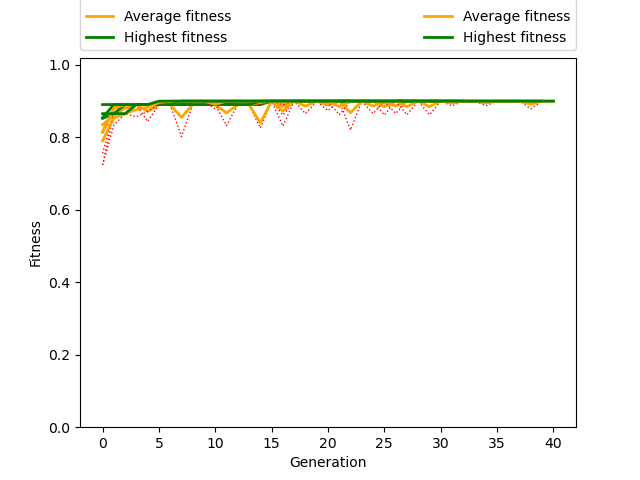 Average fitness Average fitness
Highest fitness Highest fitness
1.0
0.8
0.6
0.4
0.2
0.0
Fitness
0 5 10 15 20 25 30 35 40
Generation